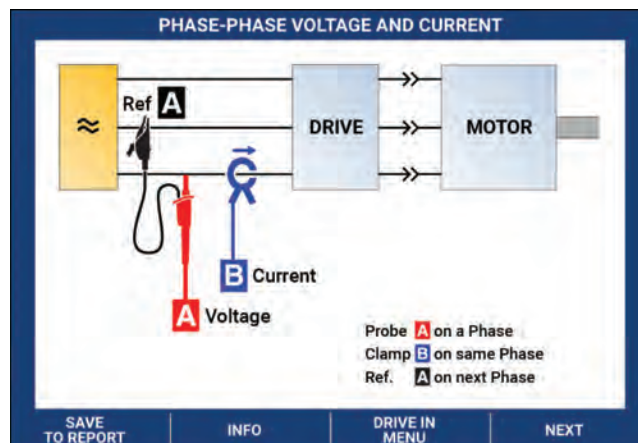 PHASE-PHASE VOLTAGE AND CURRENT
Ref A
≈
DRIVE
MOTOR
B Current
A Voltage
Probe A on a Phase
Clamp B on same Phase
Ref. A on next Phase
SAVE
TO REPORT
INFO
DRIVE IN
MENU
NEXT